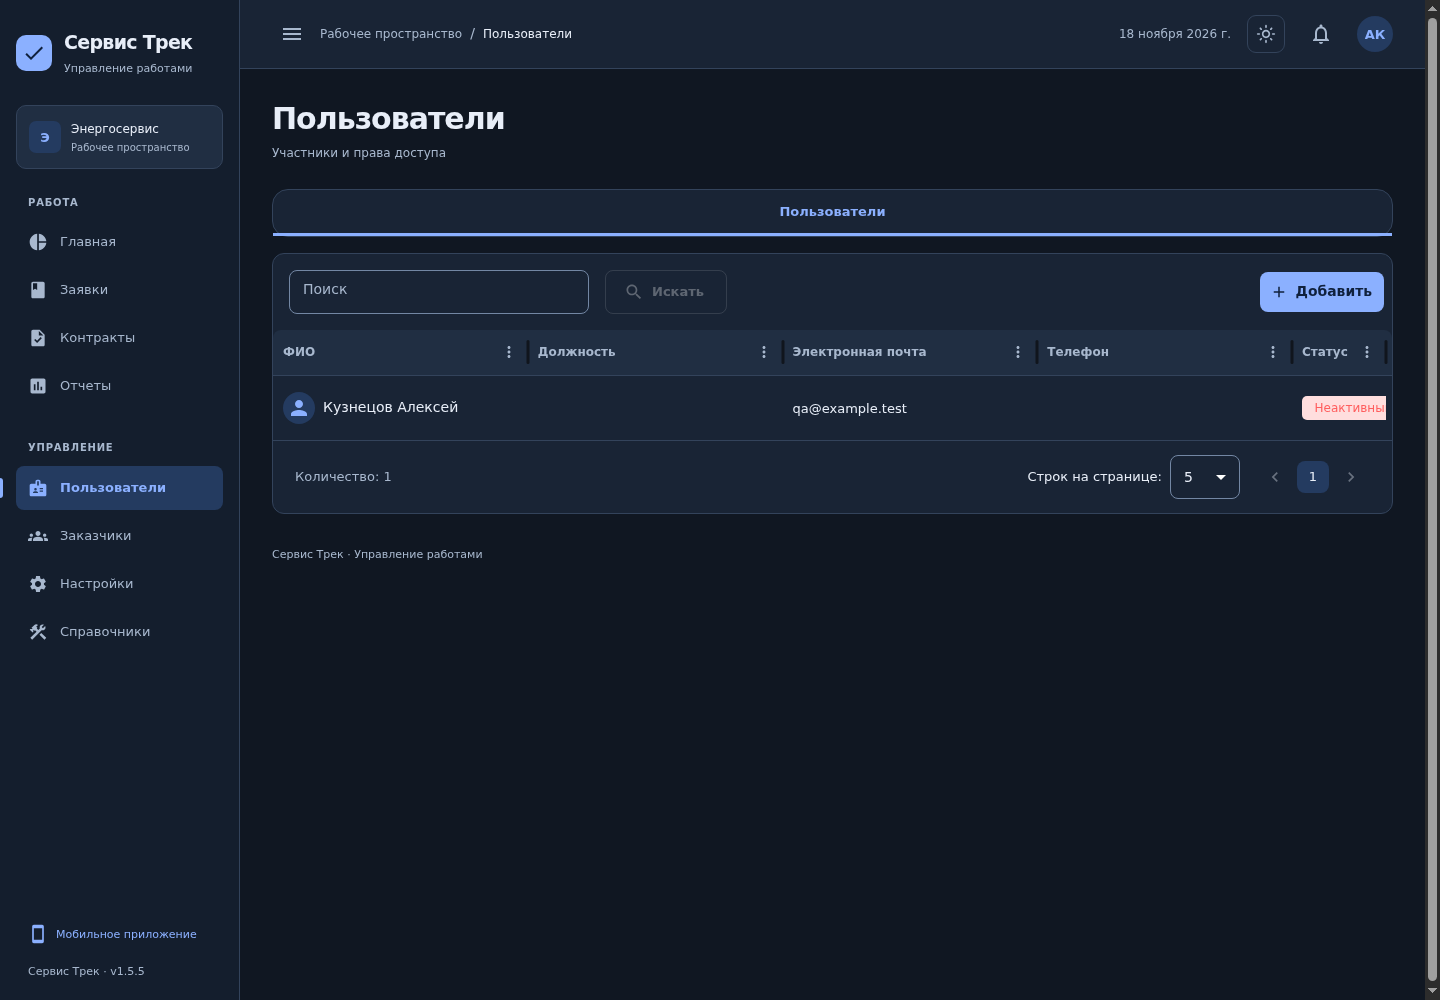 Сервис Трек
Управление работами
Э
Энергосервис
Рабочее пространство
РАБОТА
Главная
Заявки
Контракты
Отчеты
УПРАВЛЕНИЕ
Пользователи
Заказчики
Настройки
Справочники
Мобильное приложение
Сервис Трек · v1.5.5
Рабочее пространство / Пользователи
18 ноября 2026 г.
АК
Пользователи
Участники и права доступа
Пользователи
Поиск
Искать
Добавить
ФИО Должность Электронная почта Телефон Статус
Кузнецов Алексей qa@example.test Неактивны
Количество: 1 Строк на странице: 5 1
Сервис Трек · Управление работами